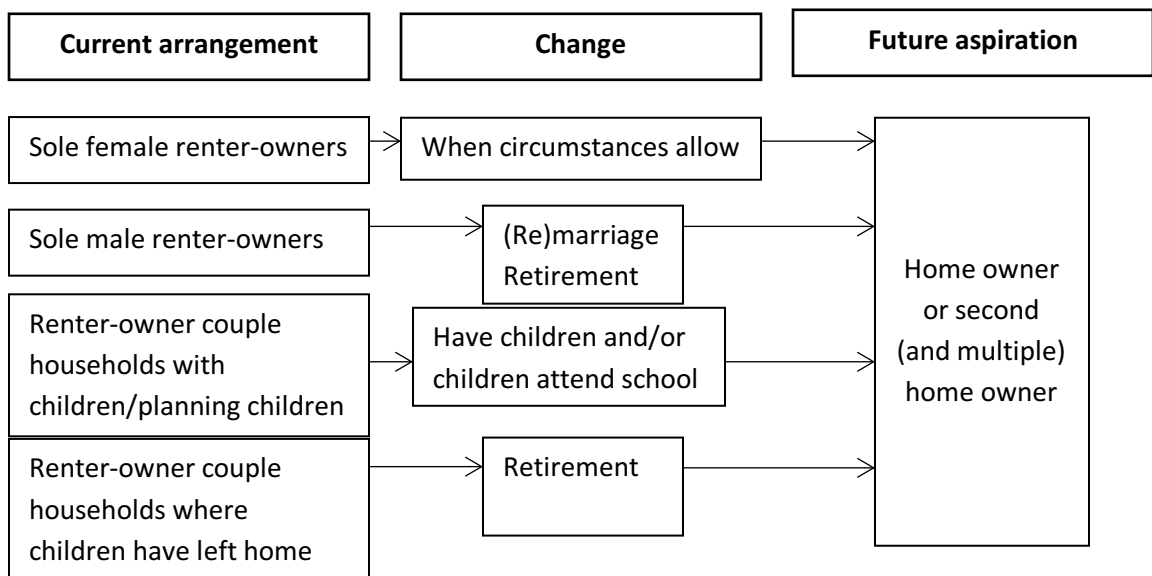 Current arrangement
Change
Future aspiration
Sole female renter-owners
When circumstances allow
Sole male renter-owners
(Re)marriage
Retirement
Renter-owner couple
households with
children/planning children
Have children and/or
children attend school
Renter-owner couple
households where
children have left home
Retirement
Home owner
or second
(and multiple)
home owner